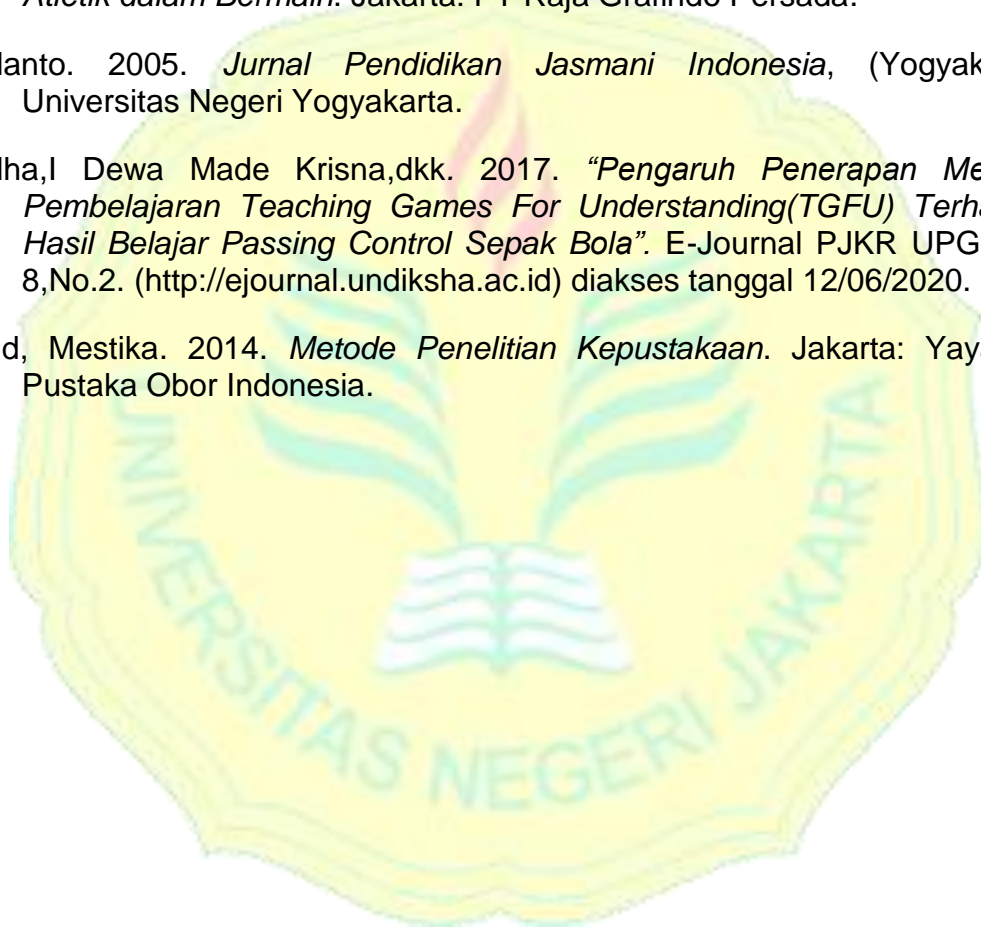 Atletik dalam Bermain. Jakarta: PT Raja Grafindo Persada.
lanto. 2005. Jurnal Pendidikan Jasmani Indonesia, (Yogyak
Universitas Negeri Yogyakarta.
lha,I Dewa Made Krisna,dkk. 2017. “Pengaruh Penerapan Me
Pembelajaran Teaching Games For Understanding(TGFU) Terha
Hasil Belajar Passing Control Sepak Bola”. E-Journal PJKR UPG
8,No.2. (http://ejournal.undiksha.ac.id) diakses tanggal 12/06/2020.
d, Mestika. 2014. Metode Penelitian Kepustakaan. Jakarta: Yay
Pustaka Obor Indonesia.
UNIVERSITAS NEGERI JAKARTA